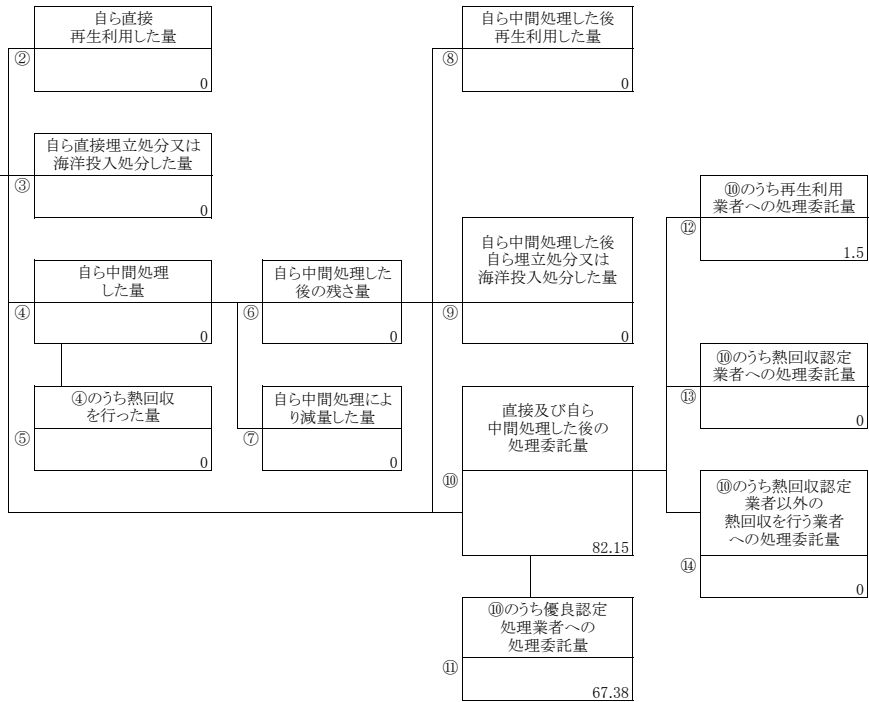 自ら直接
再生利用した量
②
0
自ら直接埋立処分又は
海洋投入処分した量
③
0
自ら中間処理
した量
④
0
④のうち熱回収
を行った量
⑤
0
自ら中間処理した
後の残さ量
⑥
0
自ら中間処理によ
り減量した量
⑦
0
自ら中間処理した後
再生利用した量
⑧
0
自ら中間処理した後
自ら埋立処分又は
海洋投入処分した量
⑨
0
直接及び自ら
中間処理した後の
処理委託量
⑩
82.15
⑩のうち優良認定
処理業者への
処理委託量
⑪
67.38
⑩のうち再生利用
業者への処理委託量
⑫
1.5
⑩のうち熱回収認定
業者への処理委託量
⑬
0
⑩のうち熱回収認定
業者以外の
熱回収を行う業者
への処理委託量
⑭
0